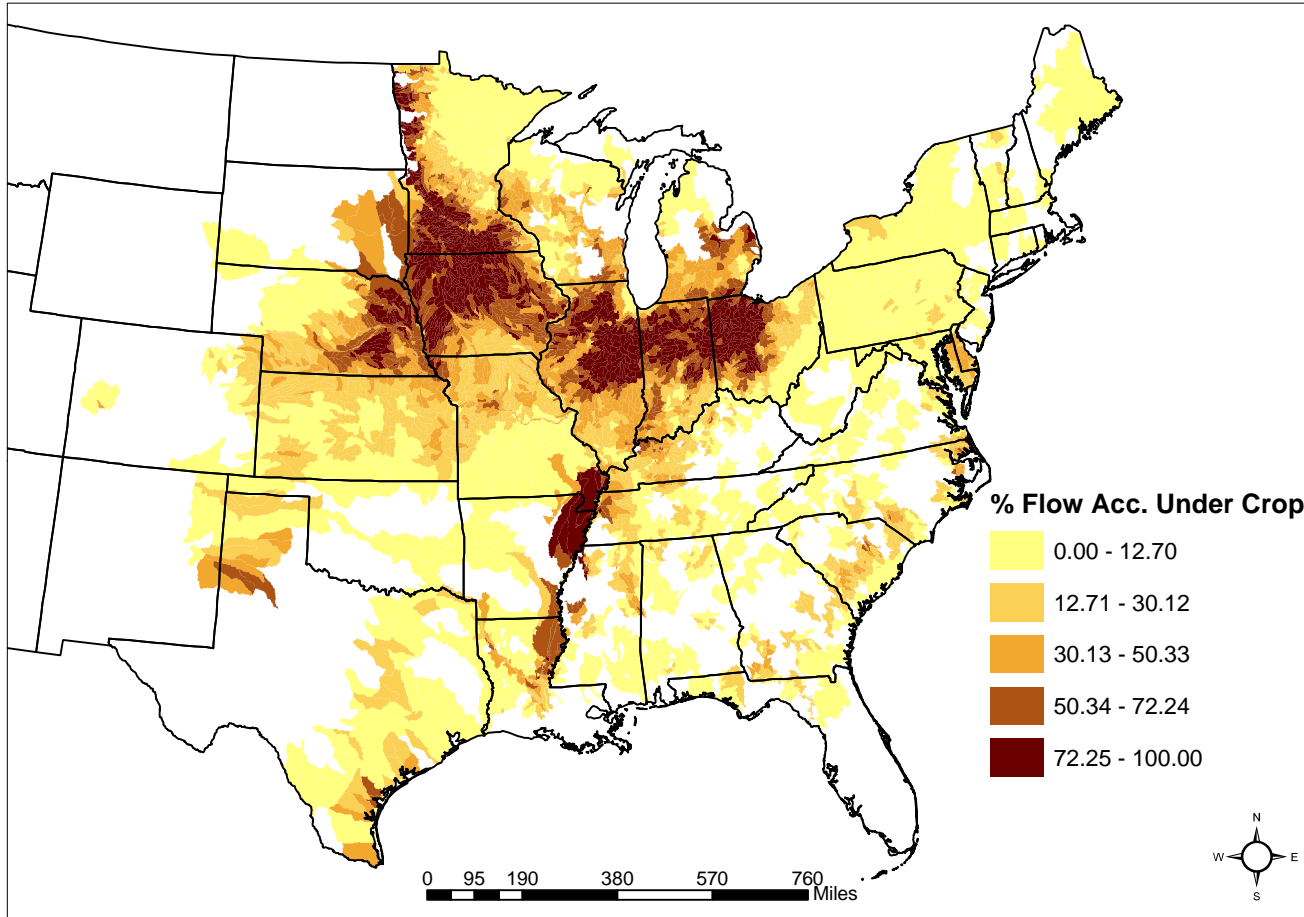 % Flow Acc. Under Crop
0.00 - 12.70
12.71 - 30.12
30.13 - 50.33
50.34 - 72.24
72.25 - 100.00
N
W E
S
0 95 190 380 570 760
Miles